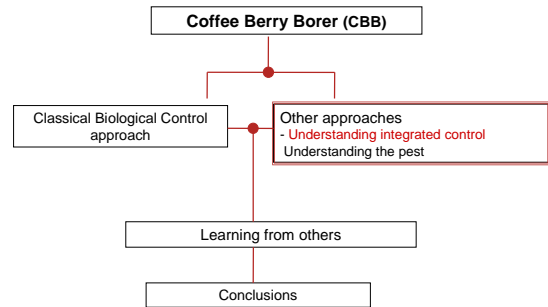 Coffee Berry Borer (CBB)
Classical Biological Control
approach
Other approaches
- Understanding integrated control
Understanding the pest
Learning from others
Conclusions